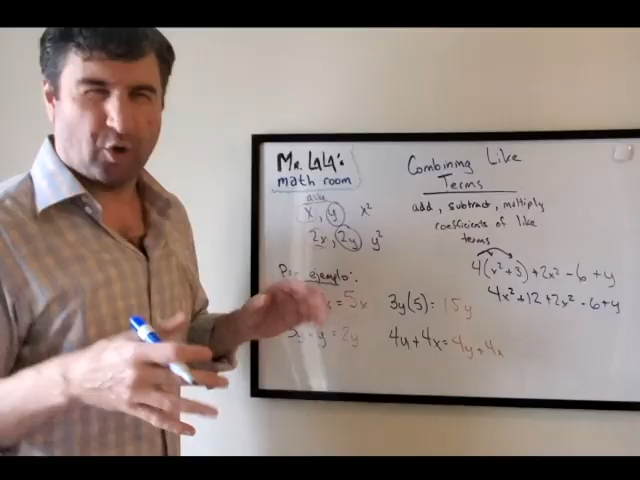 Mr. LALA's
math room
Combining Like
Terms
add, subtract, multiply
coefficients of like
terms
x, y x²
2x, 2y y²
Por ejemplo:
= 5x
3y(5) = 15y
y = 2y
4y+4x=4y+4x
4(x²+3)+2x²-6+y
4x²+12+2x²-6+y